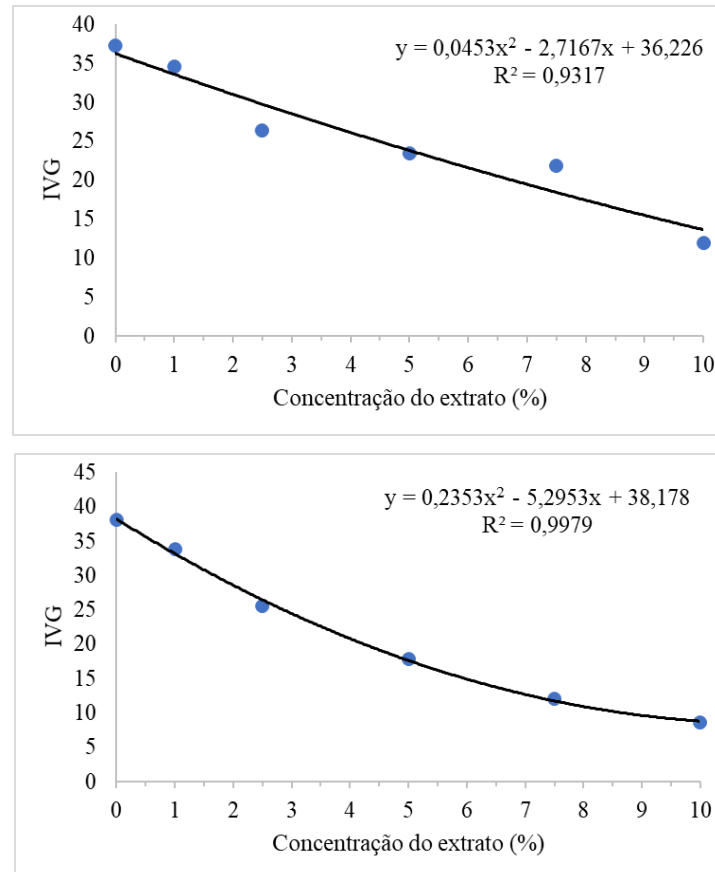 40
35
30
25
20
15
10
5
0
IVG
y = 0,0453x² - 2,7167x + 36,226
R² = 0,9317
0 1 2 3 4 5 6 7 8 9 10
Concentração do extrato (%)
45
40
35
30
25
20
15
10
5
0
IVG
y = 0,2353x² - 5,2953x + 38,178
R² = 0,9979
0 1 2 3 4 5 6 7 8 9 10
Concentração do extrato (%)